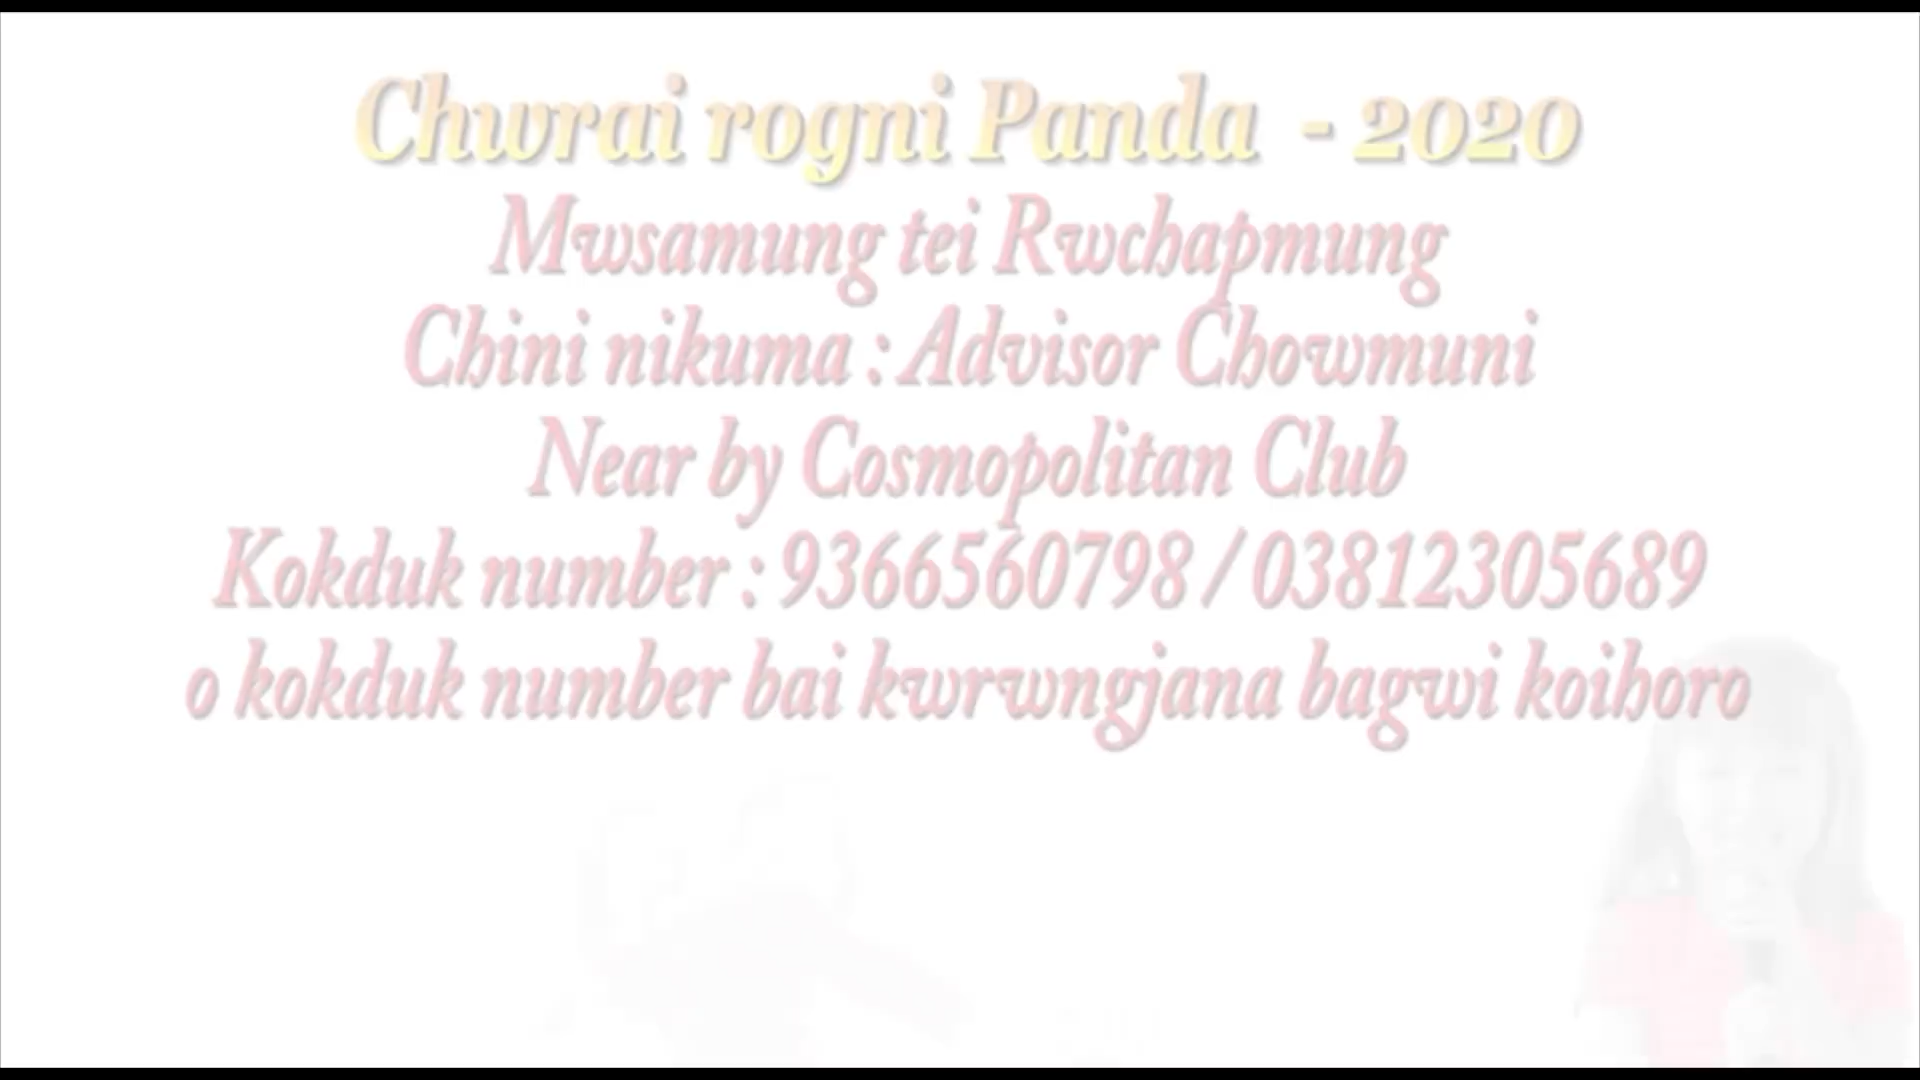 Chwrai rogni Panda - 2020
Mwsamung tei Rwchapmung
Chini nikuma : Advisor Chowmuni
Near by Cosmopolitan Club
Kokduk number : 9366560798 / 03812305689
o kokduk number bai kwrwngjana bagwi koihoro